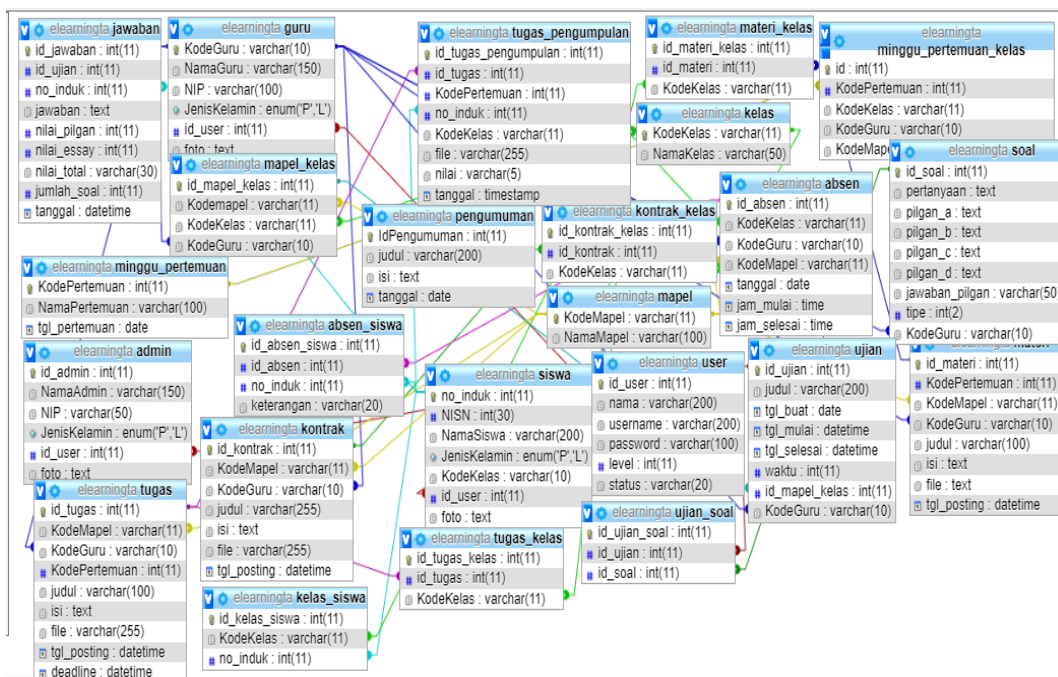 elearningta jawaban
id_jawaban : int(11)
id_ujian : int(11)
no_induk : int(11)
jawaban : text
nilai_pilgan : int(11)
nilai_essay : int(11)
nilai_total : varchar(30)
jumlah_soal : int(11)
tanggal : datetime
elearningta guru
KodeGuru : varchar(10)
NamaGuru : varchar(150)
NIP : varchar(100)
JenisKelamin : enum('P','L')
id_user : int(11)
foto : text
elearningta mapel_kelas
id_mapel_kelas : int(11)
Kodemapel : varchar(11)
KodeKelas : varchar(11)
KodeGuru : varchar(10)
elearningta tugas_pengumpulan
id_tugas_pengumpulan : int(11)
id_tugas : int(11)
KodePertemuan : int(11)
no_induk : int(11)
KodeKelas : varchar(11)
file : varchar(255)
nilai : varchar(5)
tanggal : timestamp
elearningta materi_kelas
id_materi_kelas : int(11)
id_materi : int(11)
KodeKelas : varchar(11)
elearningta
minggu_pertemuan_kelas
id : int(11)
KodePertemuan : int(11)
KodeKelas : varchar(11)
KodeGuru : varchar(10)
elearningta kelas
KodeKelas : varchar(11)
NamaKelas : varchar(50)
elearningta soal
id_soal : int(11)
pertanyaan : text
pilgan_a : text
pilgan_b : text
pilgan_c : text
pilgan_d : text
jawaban_pilgan : varchar(50)
tipe : int(2)
KodeGuru : varchar(10)
elearningta absen
id_absen : int(11)
KodeKelas : varchar(11)
KodeGuru : varchar(10)
KodeMapel : varchar(11)
tanggal : date
jam_mulai : time
jam_selesai : time
elearningta pengumuman
IdPengumuman : int(11)
judul : varchar(200)
isi : text
tanggal : date
elearningta kontrak_kelas
id_kontrak_kelas : int(11)
id_kontrak : int(11)
KodeKelas : varchar(11)
elearningta minggu_pertemuan
KodePertemuan : int(11)
NamaPertemuan : varchar(100)
tgl_pertemuan : date
elearningta mapel
KodeMapel : varchar(11)
NamaMapel : varchar(100)
elearningta absen_siswa
id_absen_siswa : int(11)
id_absen : int(11)
no_induk : int(11)
keterangan : varchar(20)
elearningta admin
id_admin : int(11)
NamaAdmin : varchar(150)
NIP : varchar(50)
JenisKelamin : enum('P','L')
id_user : int(11)
foto : text
elearningta siswa
no_induk : int(11)
NISN : int(30)
NamaSiswa : varchar(200)
JenisKelamin : enum('P','L')
KodeKelas : varchar(10)
id_user : int(11)
foto : text
elearningta user
id_user : int(11)
nama : varchar(200)
username : varchar(200)
password : varchar(100)
level : int(11)
status : varchar(20)
elearningta ujian
id_ujian : int(11)
judul : varchar(200)
tgl_buat : date
tgl_mulai : datetime
tgl_selesai : datetime
waktu : int(11)
id_mapel_kelas : int(11)
KodeGuru : varchar(10)
id_materi : int(11)
KodePertemuan : int(11)
KodeMapel : varchar(11)
KodeGuru : varchar(10)
judul : varchar(100)
isi : text
file : text
tgl_posting : datetime
elearningta kontrak
id_kontrak : int(11)
KodeMapel : varchar(11)
KodeGuru : varchar(10)
judul : varchar(255)
isi : text
file : varchar(255)
tgl_posting : datetime
elearningta tugas
id_tugas : int(11)
KodeMapel : varchar(11)
KodeGuru : varchar(10)
KodePertemuan : int(11)
judul : varchar(100)
isi : text
file : varchar(255)
tgl_posting : datetime
deadline : datetime
elearningta ujian_soal
id_ujian_soal : int(11)
id_ujian : int(11)
id_soal : int(11)
elearningta tugas_kelas
id_tugas_kelas : int(11)
id_tugas : int(11)
KodeKelas : varchar(11)
elearningta kelas_siswa
id_kelas_siswa : int(11)
KodeKelas : varchar(11)
no_induk : int(11)